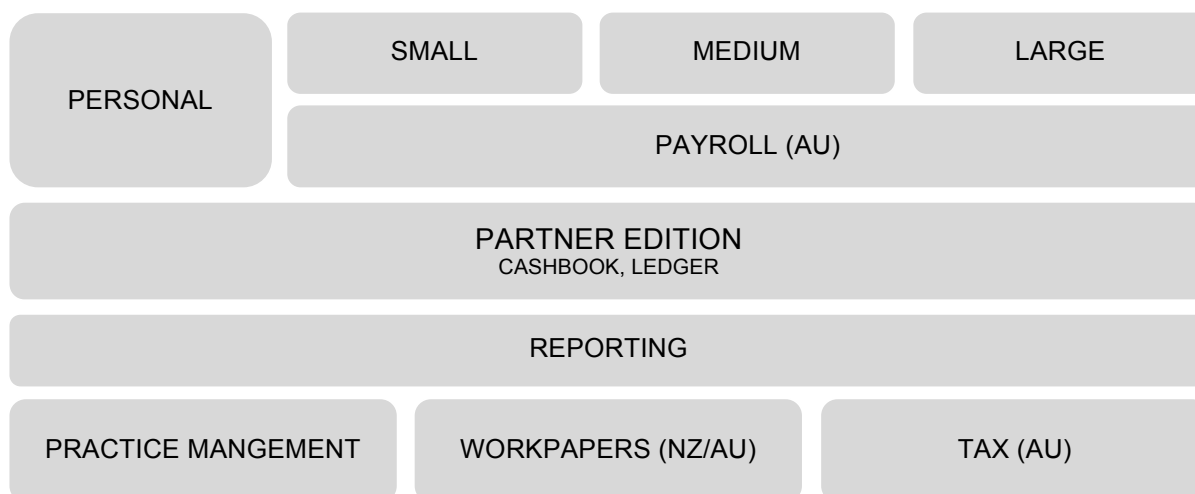 PERSONAL
SMALL
MEDIUM
LARGE
PAYROLL (AU)
PARTNER EDITION
CASHBOOK, LEDGER
REPORTING
PRACTICE MANGEMENT
WORKPAPERS (NZ/AU)
TAX (AU)